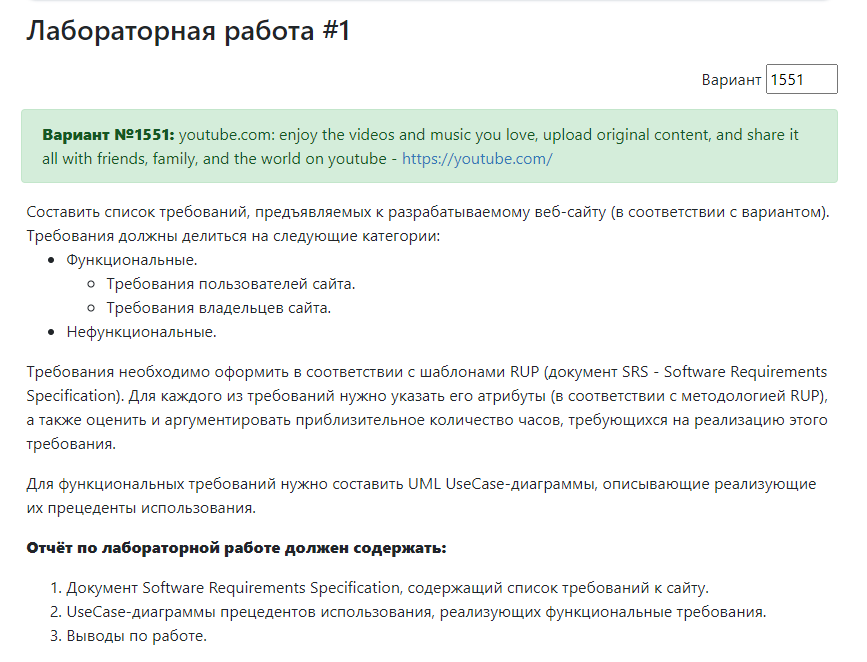 Лабораторная работа #1
Вариант 1551
Вариант №1551: youtube.com: enjoy the videos and music you love, upload original content, and share it
all with friends, family, and the world on youtube - https://youtube.com/
Составить список требований, предъявляемых к разрабатываемому веб-сайту (в соответствии с вариантом).
Требования должны делиться на следующие категории:
• Функциональные.
◦ Требования пользователей сайта.
◦ Требования владельцев сайта.
• Нефункциональные.
Требования необходимо оформить в соответствии с шаблонами RUP (документ SRS - Software Requirements
Specification). Для каждого из требований нужно указать его атрибуты (в соответствии с методологией RUP),
а также оценить и аргументировать приблизительное количество часов, требующихся на реализацию этого
требования.
Для функциональных требований нужно составить UML UseCase-диаграммы, описывающие реализующие
их прецеденты использования.
Отчёт по лабораторной работе должен содержать:
1. Документ Software Requirements Specification, содержащий список требований к сайту.
2. UseCase-диаграммы прецедентов использования, реализующих функциональные требования.
3. Выводы по работе.